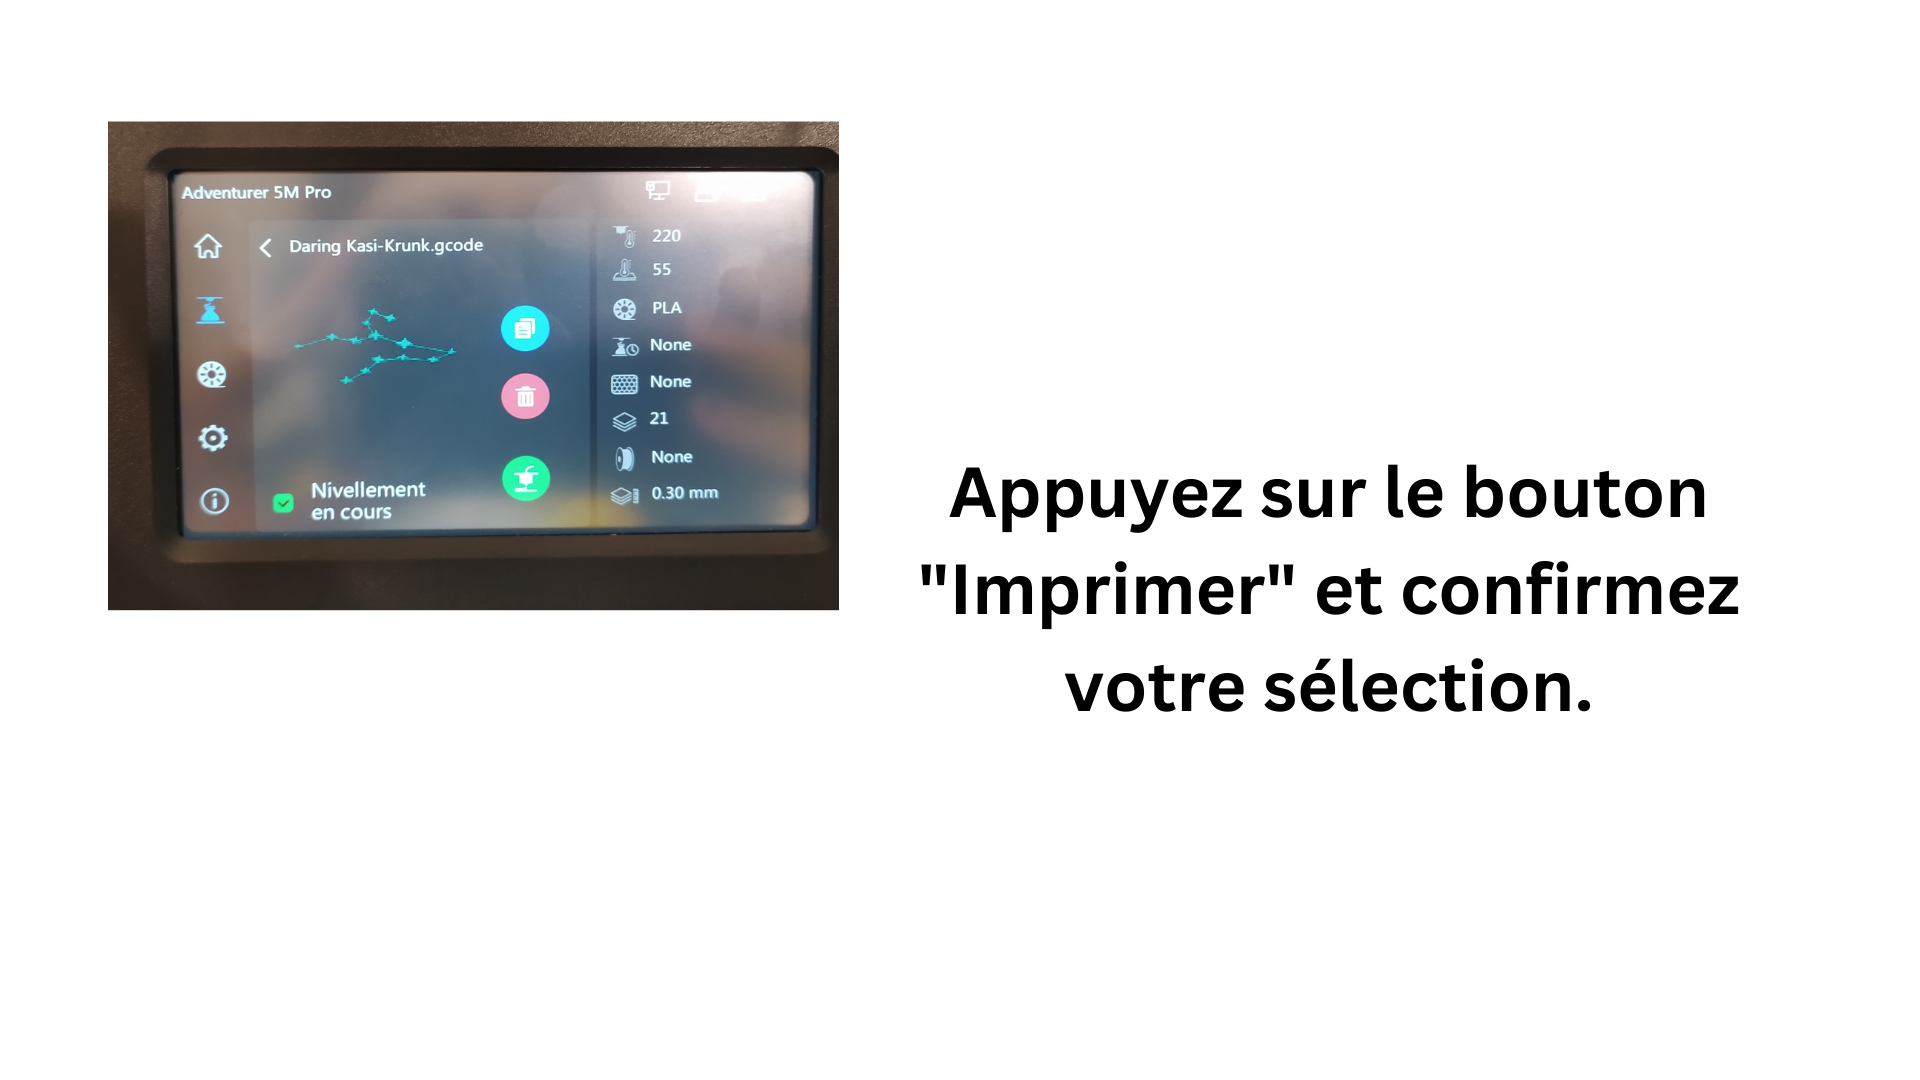 Adventurer 5M Pro
Daring Kasi-Krunk.gcode
220
55
PLA
None
None
21
None
0.30 mm
Nivellement
en cours
Appuyez sur le bouton
"Imprimer" et confirmez
votre sélection.